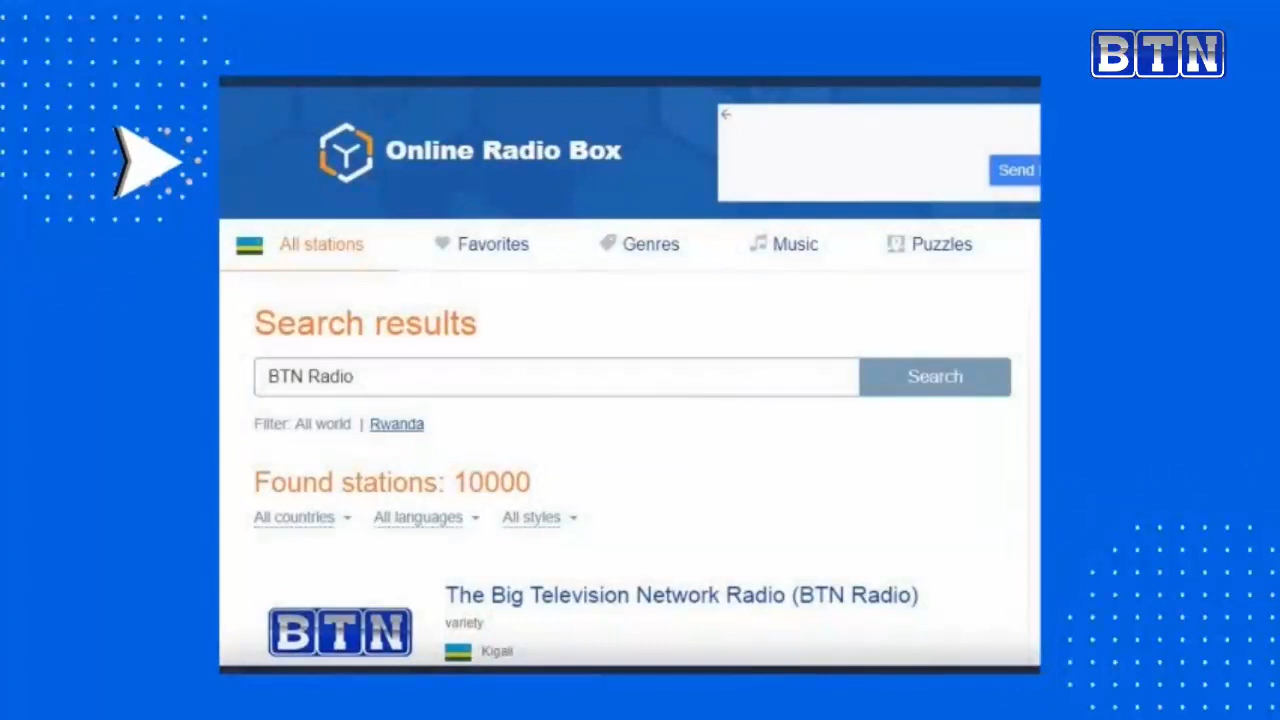 BTN
Online Radio Box
Send
All stations Favorites Genres Music Puzzles
Search results
BTN Radio Search
Filter: All world | Rwanda
Found stations: 10000
All countries All languages All styles
The Big Television Network Radio (BTN Radio)
variety
BTN
Kigali